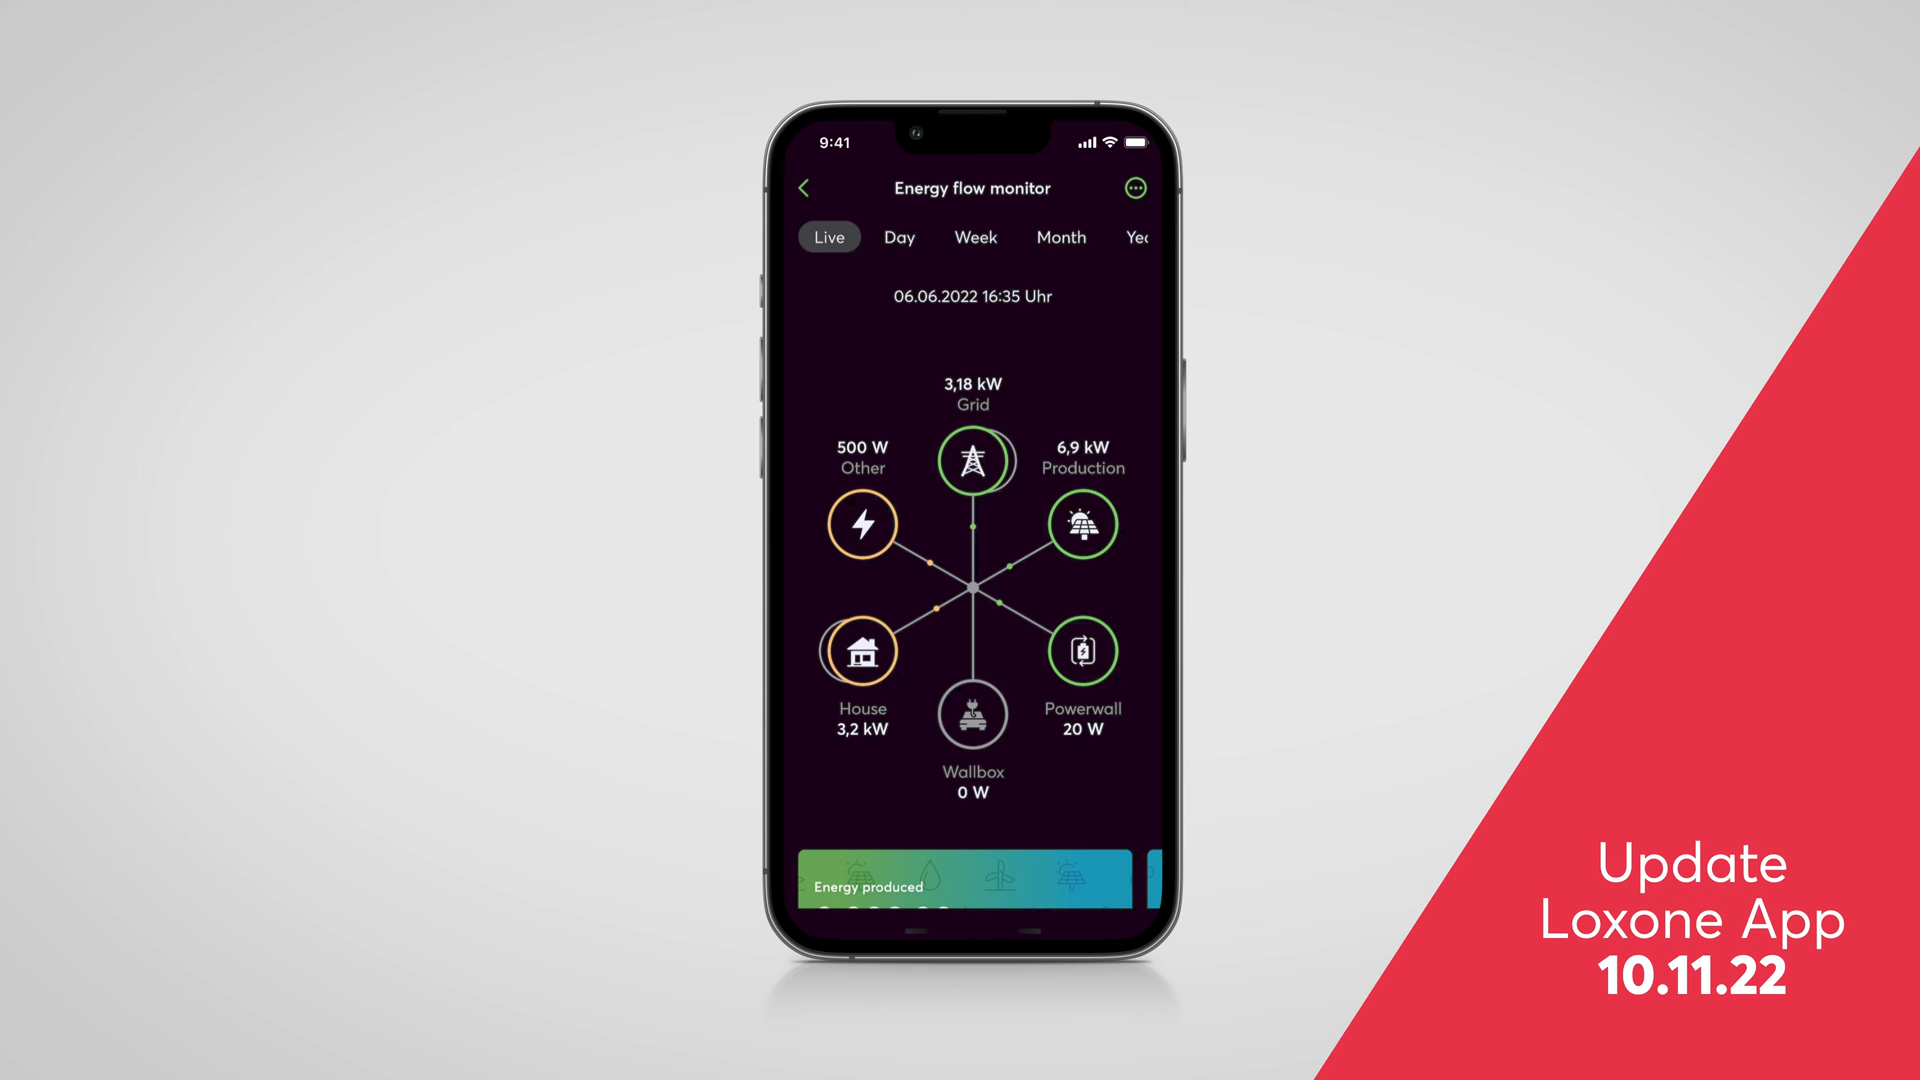 9:41
Energy flow monitor
Live Day Week Month Yea
06.06.2022 16:35 Uhr
3,18 kW
Grid
500 W
Other
6,9 kW
Production
House
3,2 kW
Powerwall
20 W
Wallbox
0 W
Energy produced
Update
Loxone App
10.11.22